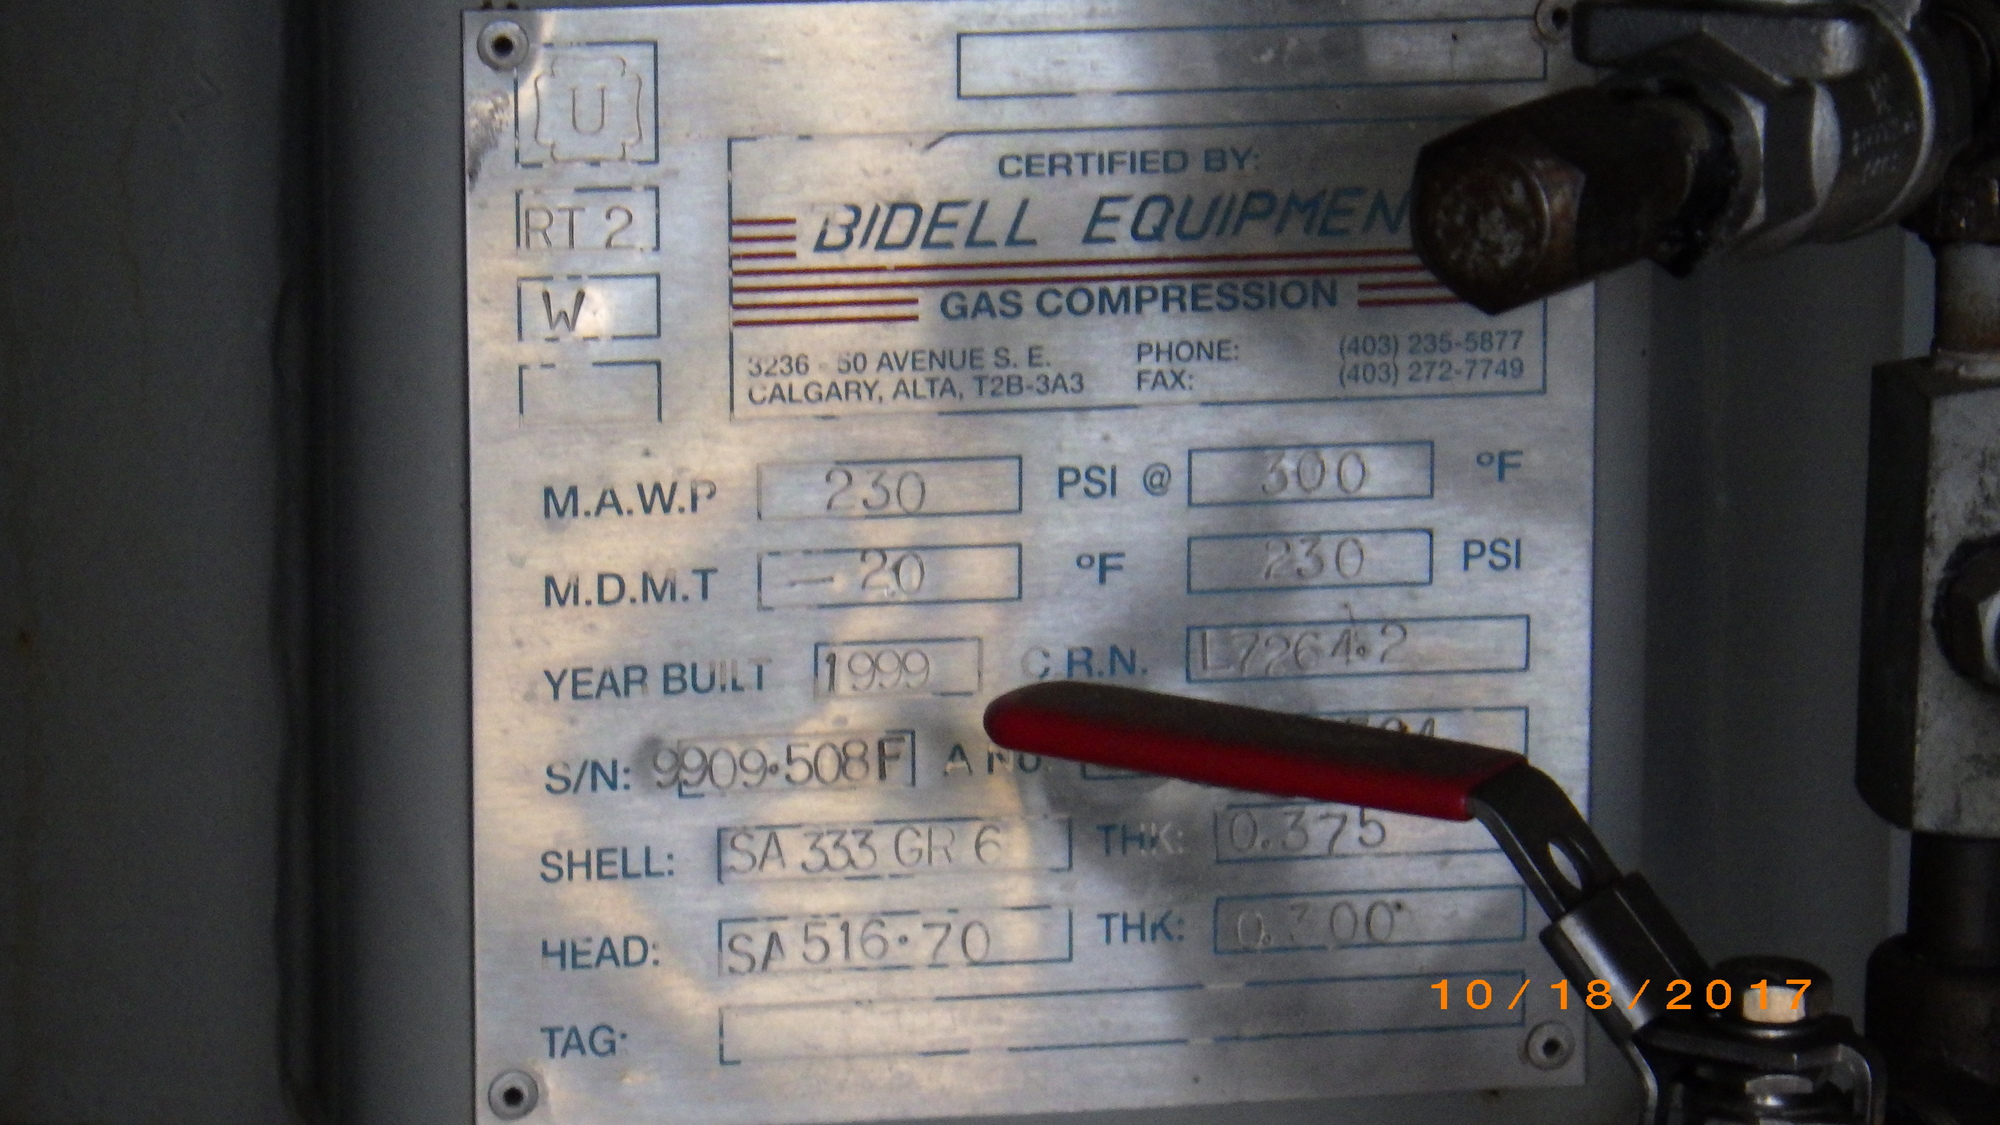 U
RT 2
W
CERTIFIED BY:
BIDELL EQUIPMEN
GAS COMPRESSION
3236 - 50 AVENUE S. E. PHONE: (403) 235-5877
CALGARY, ALTA, T2B-3A3 FAX: (403) 272-7749
M.A.W.P 230 PSI @ 300 °F
M.D.M.T -20 °F 230 PSI
YEAR BUILT 1999 C.R.N. L7264.2
S/N: 9909.508F A No.
SHELL: SA 333 GR 6 THK: 0.375
HEAD: SA 516.70 THK: 0.300"
TAG:
10/18/2017